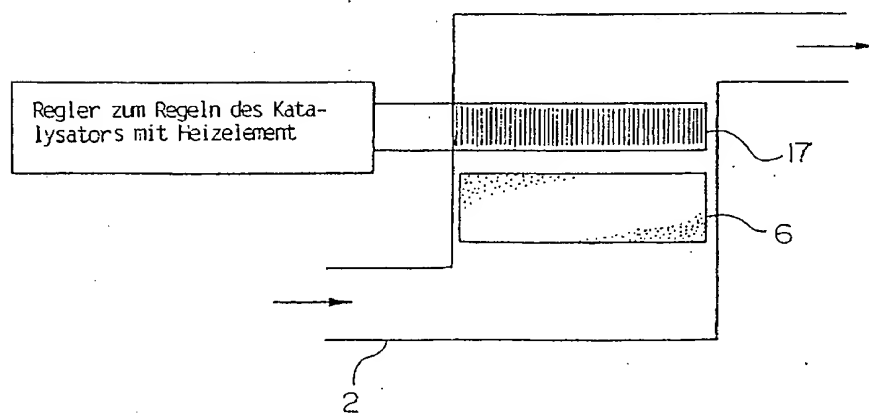 Regler zum Regeln des Kata-
lysators mit Heizelement
17
6
2